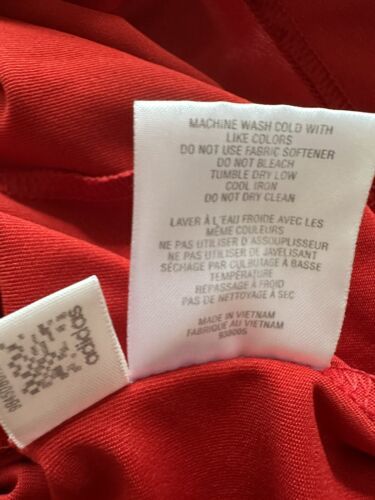 MACHINE WASH COLD WITH
LIKE COLORS
DO NOT USE FABRIC SOFTENER
DO NOT BLEACH
TUMBLE DRY LOW
COOL IRON
DO NOT DRY CLEAN
LAVER À L'EAU FROIDE AVEC LES
MÊME COULEURS
NE PAS UTILISER D'ASSOUPLISSEUR
NE PAS UTILISER DE JAVELISANT
SÉCHAGE PAR CULBUTAGE À BASSE
TEMPÉRATURE
REPASSAGE À FROID
PAS DE NETTOYAGE À SEC
MADE IN VIETNAM
FABRIQUE AU VIETNAM
938005
adidas